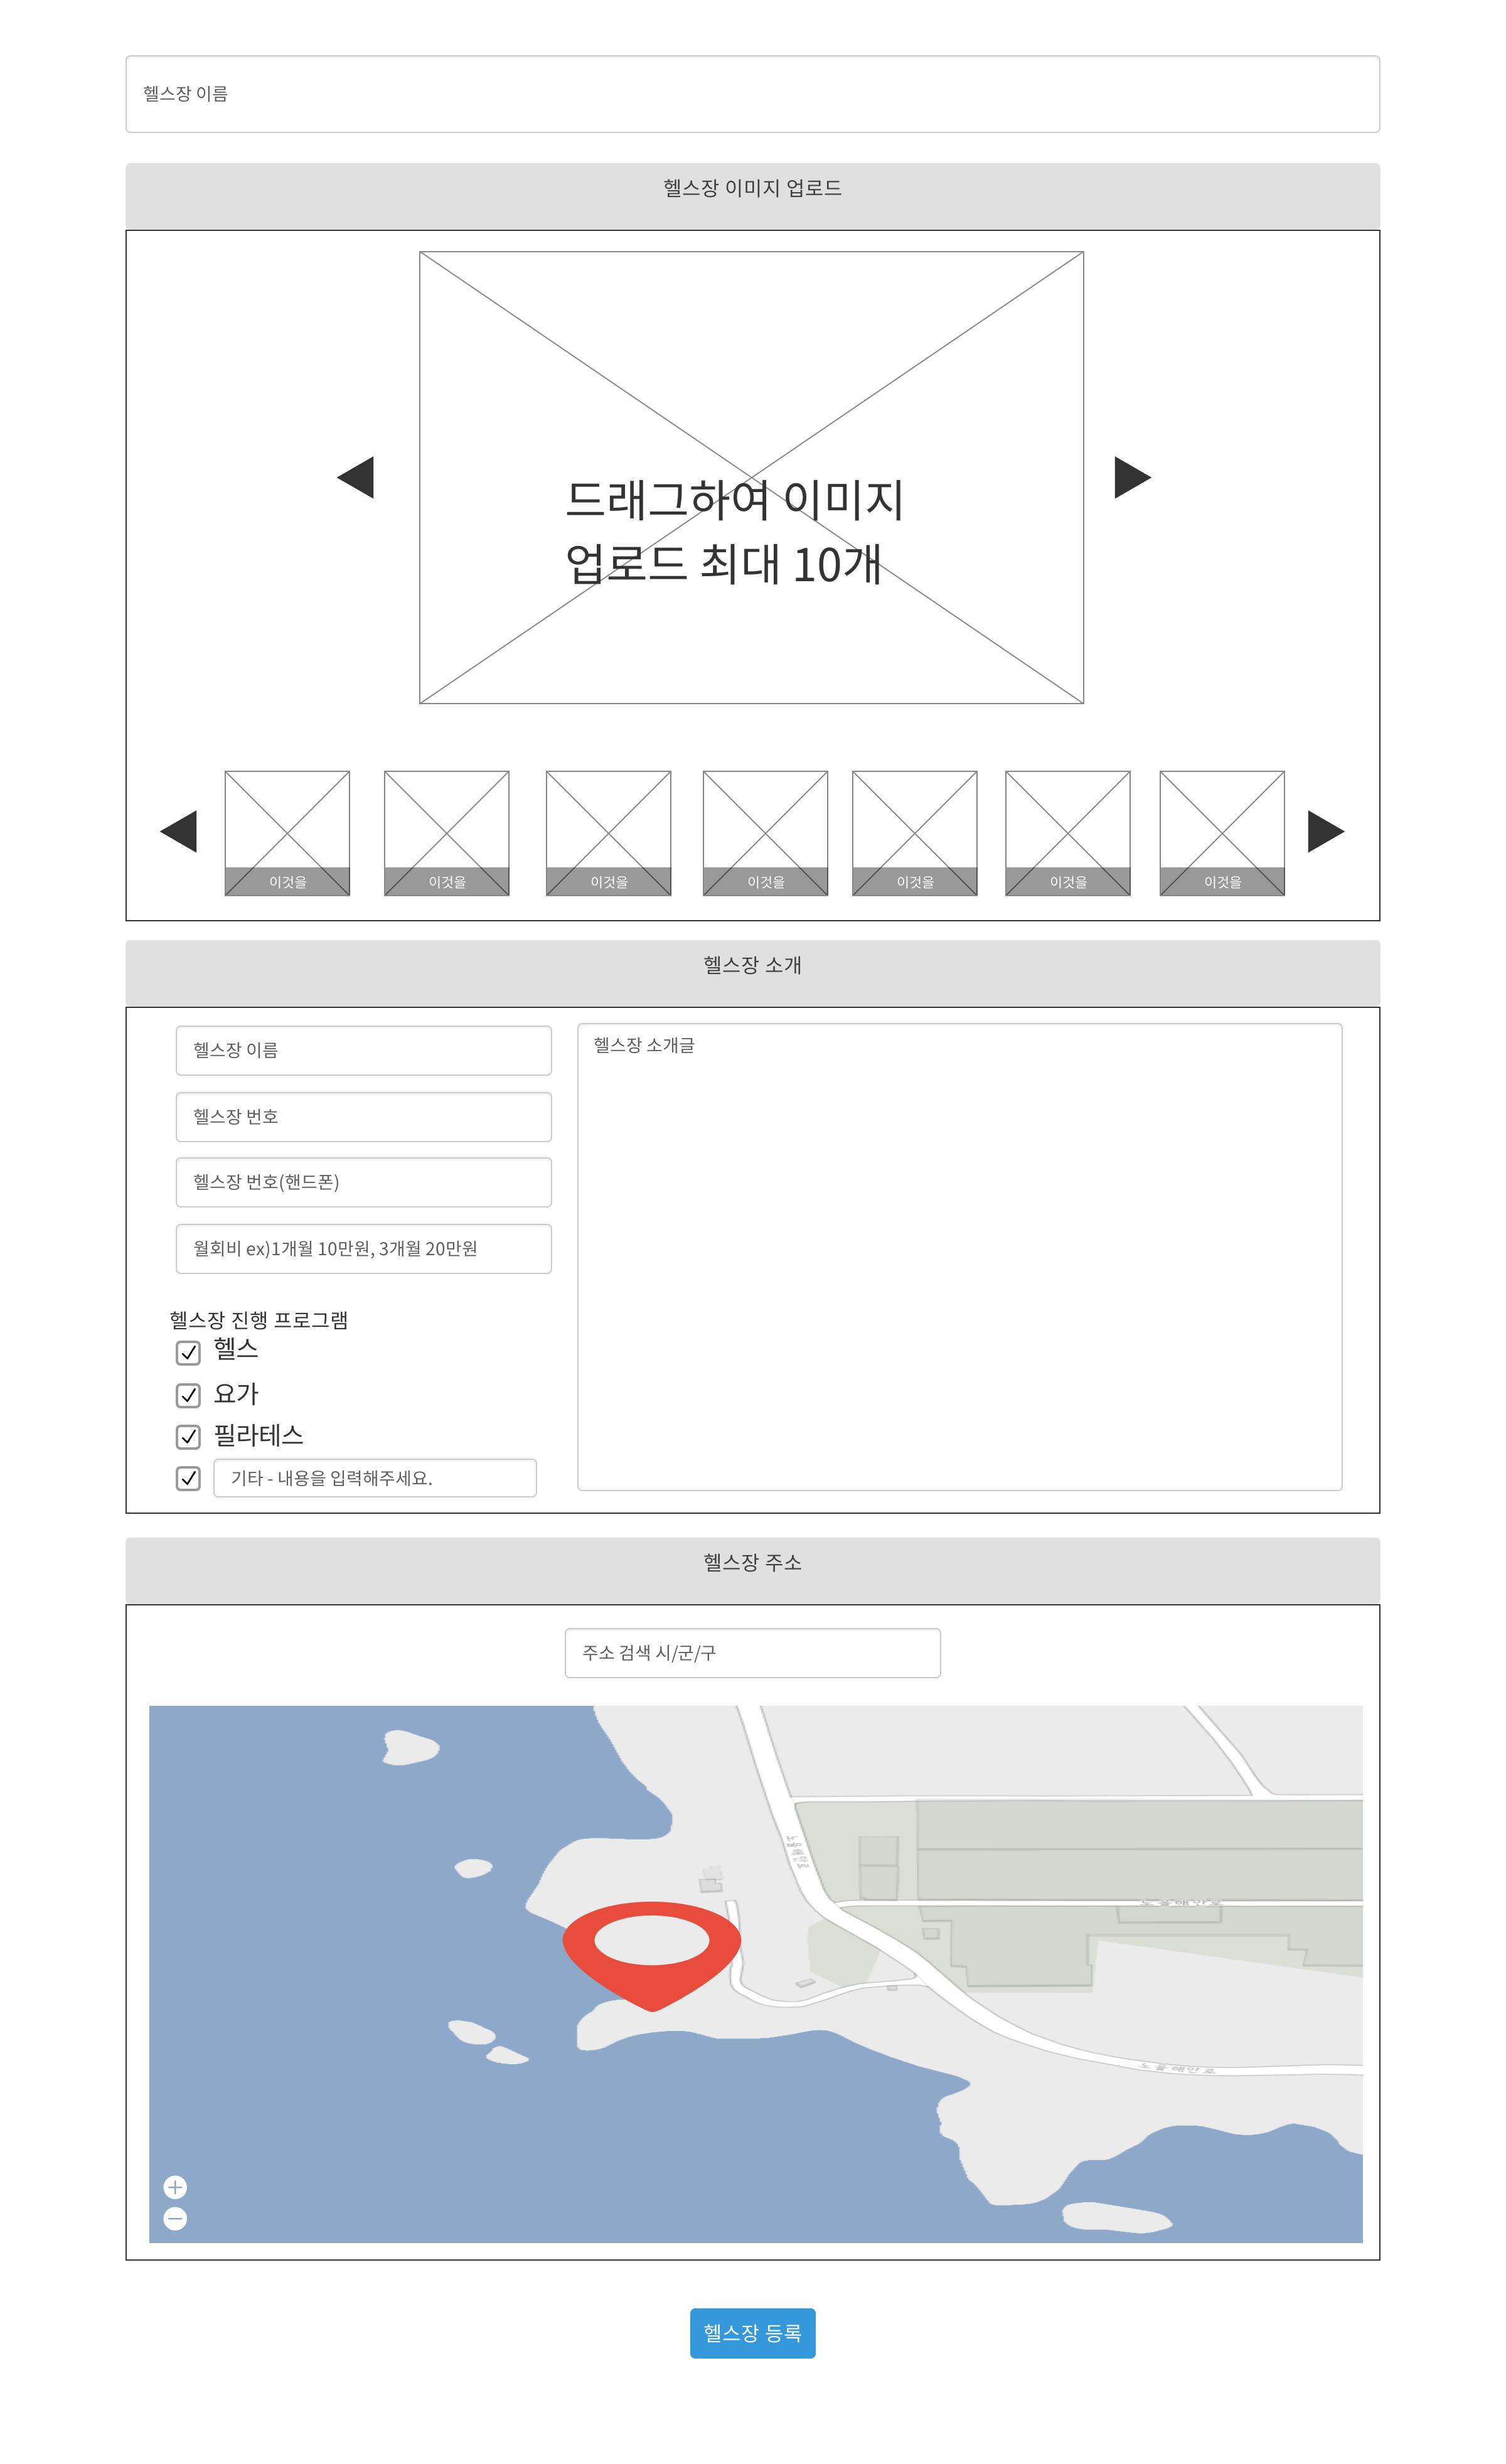 헬스장 이름
헬스장 이미지 업로드
드래그하여 이미지
업로드 최대 10개
이것을
이것을
이것을
이것을
이것을
이것을
이것을
헬스장 소개
헬스장 이름
헬스장 소개글
헬스장 번호
헬스장 번호(핸드폰)
월회비 ex)1개월 10만원, 3개월 20만원
헬스장 진행 프로그램
헬스
요가
필라테스
기타 - 내용을 입력해주세요.
헬스장 주소
주소 검색 시/군/구
헬스장 등록